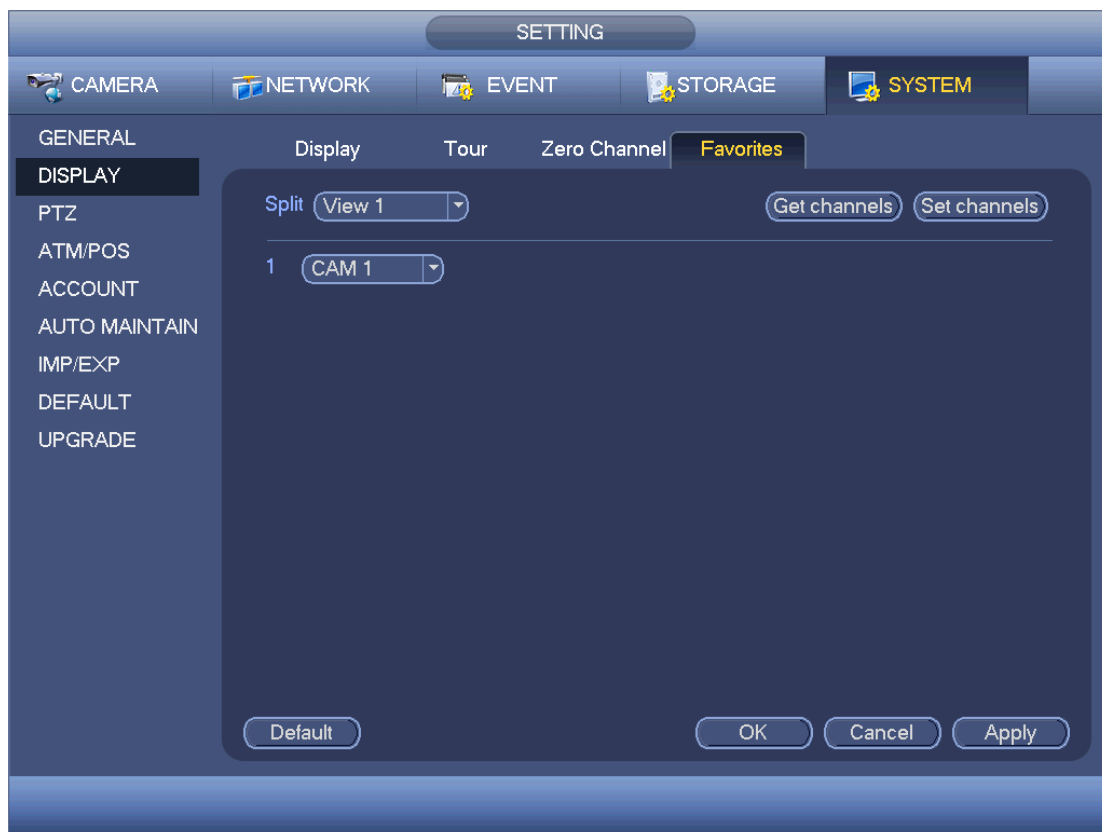 SETTING
CAMERA NETWORK EVENT STORAGE SYSTEM
GENERAL
DISPLAY
PTZ
ATM/POS
ACCOUNT
AUTO MAINTAIN
IMP/EXP
DEFAULT
UPGRADE
Display Tour Zero Channel Favorites
Split View 1 Get channels Set channels
1 CAM 1
Default OK Cancel Apply